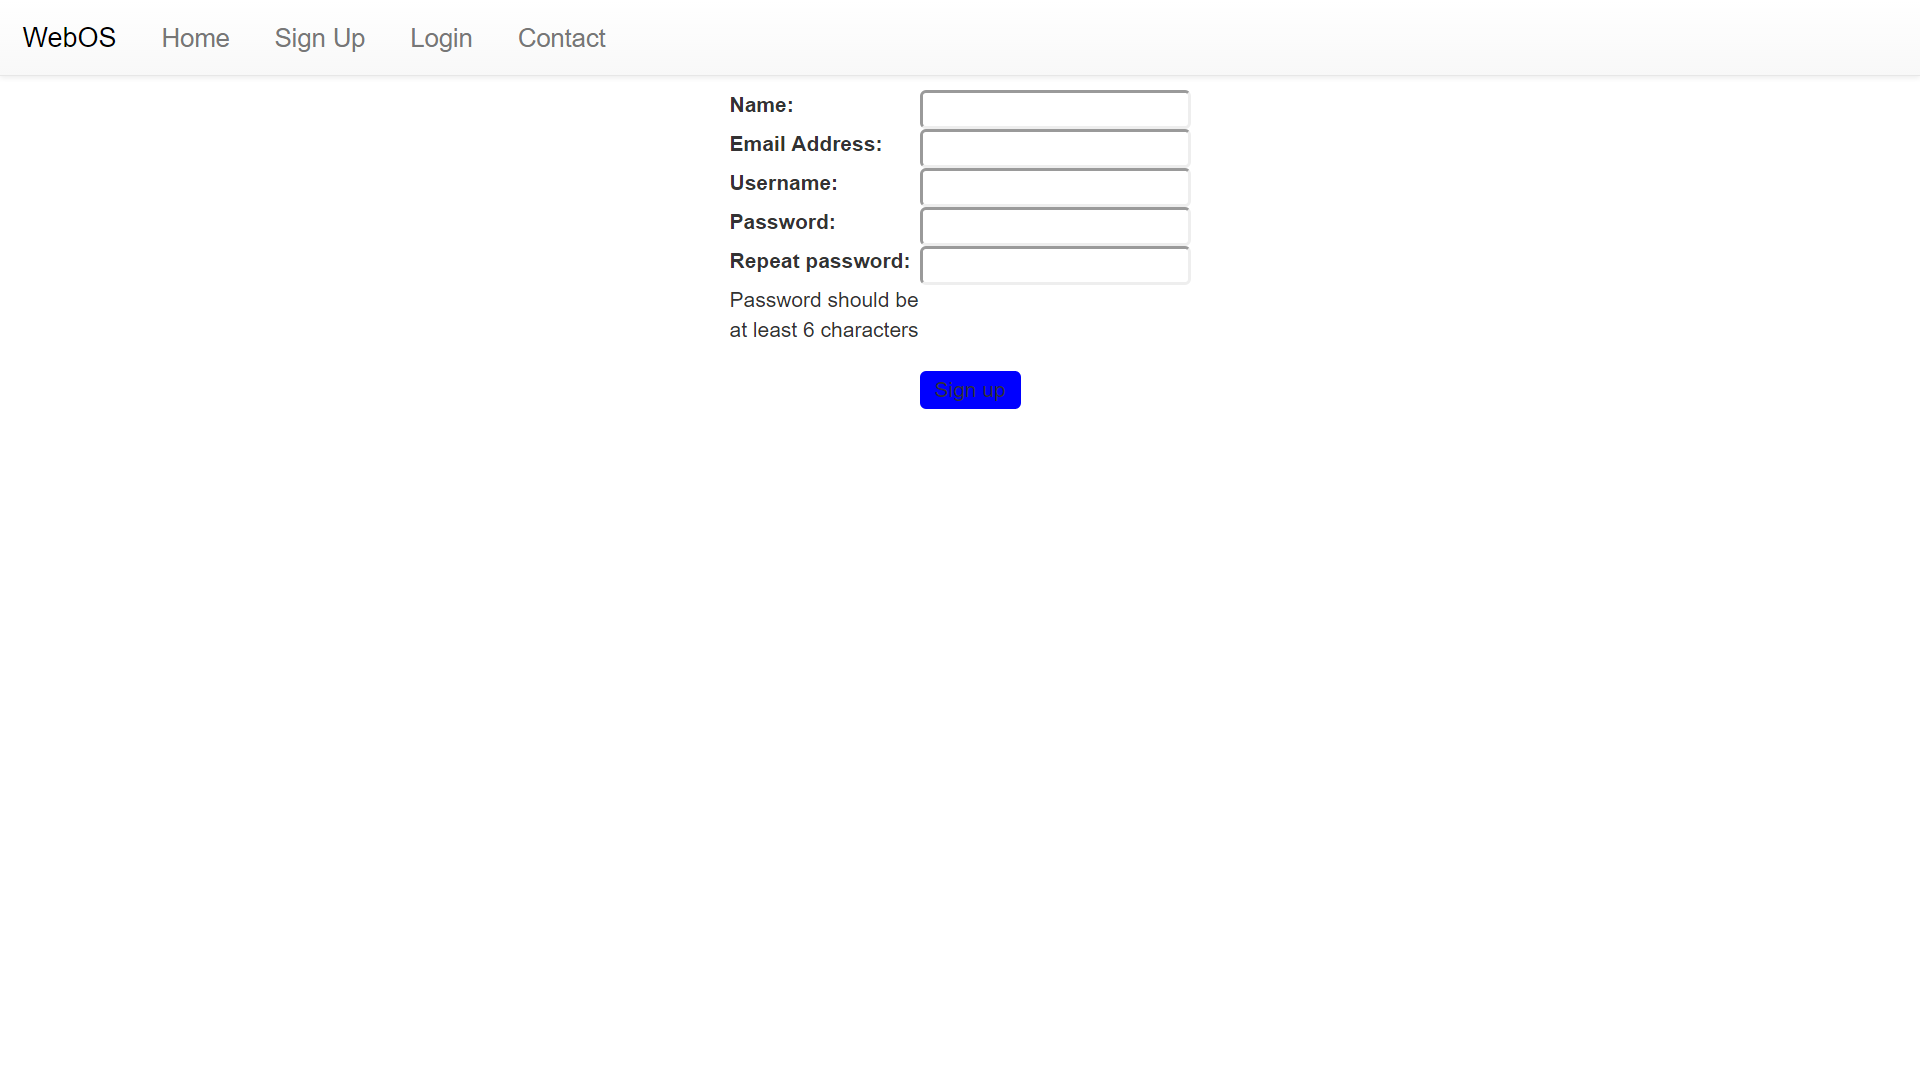 WebOS Home Sign Up Login Contact
Name:
Email Address:
Username:
Password:
Repeat password:
Password should be
at least 6 characters
Sign up